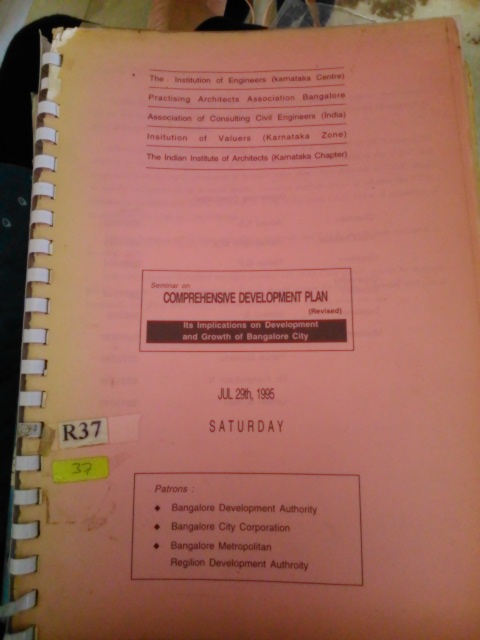 The . Institution of Engineers (karnataka Centre)
Practising Architects Association Bangalore
Association of Consulting Civil Engineers (India)
Insitution of Valuers (Karnataka Zone)
The Indian Institute of Architects (Karnataka Chapter)
Seminar on
COMPREHENSIVE DEVELOPMENT PLAN
(Revised)
Its Implications on Development
and Growth of Bangalore City
JUL 29th, 1995
SATURDAY
R37
37
Patrons :
◆ Bangalore Development Authority
◆ Bangalore City Corporation
◆ Bangalore Metropolitan
Regilion Development Authroity